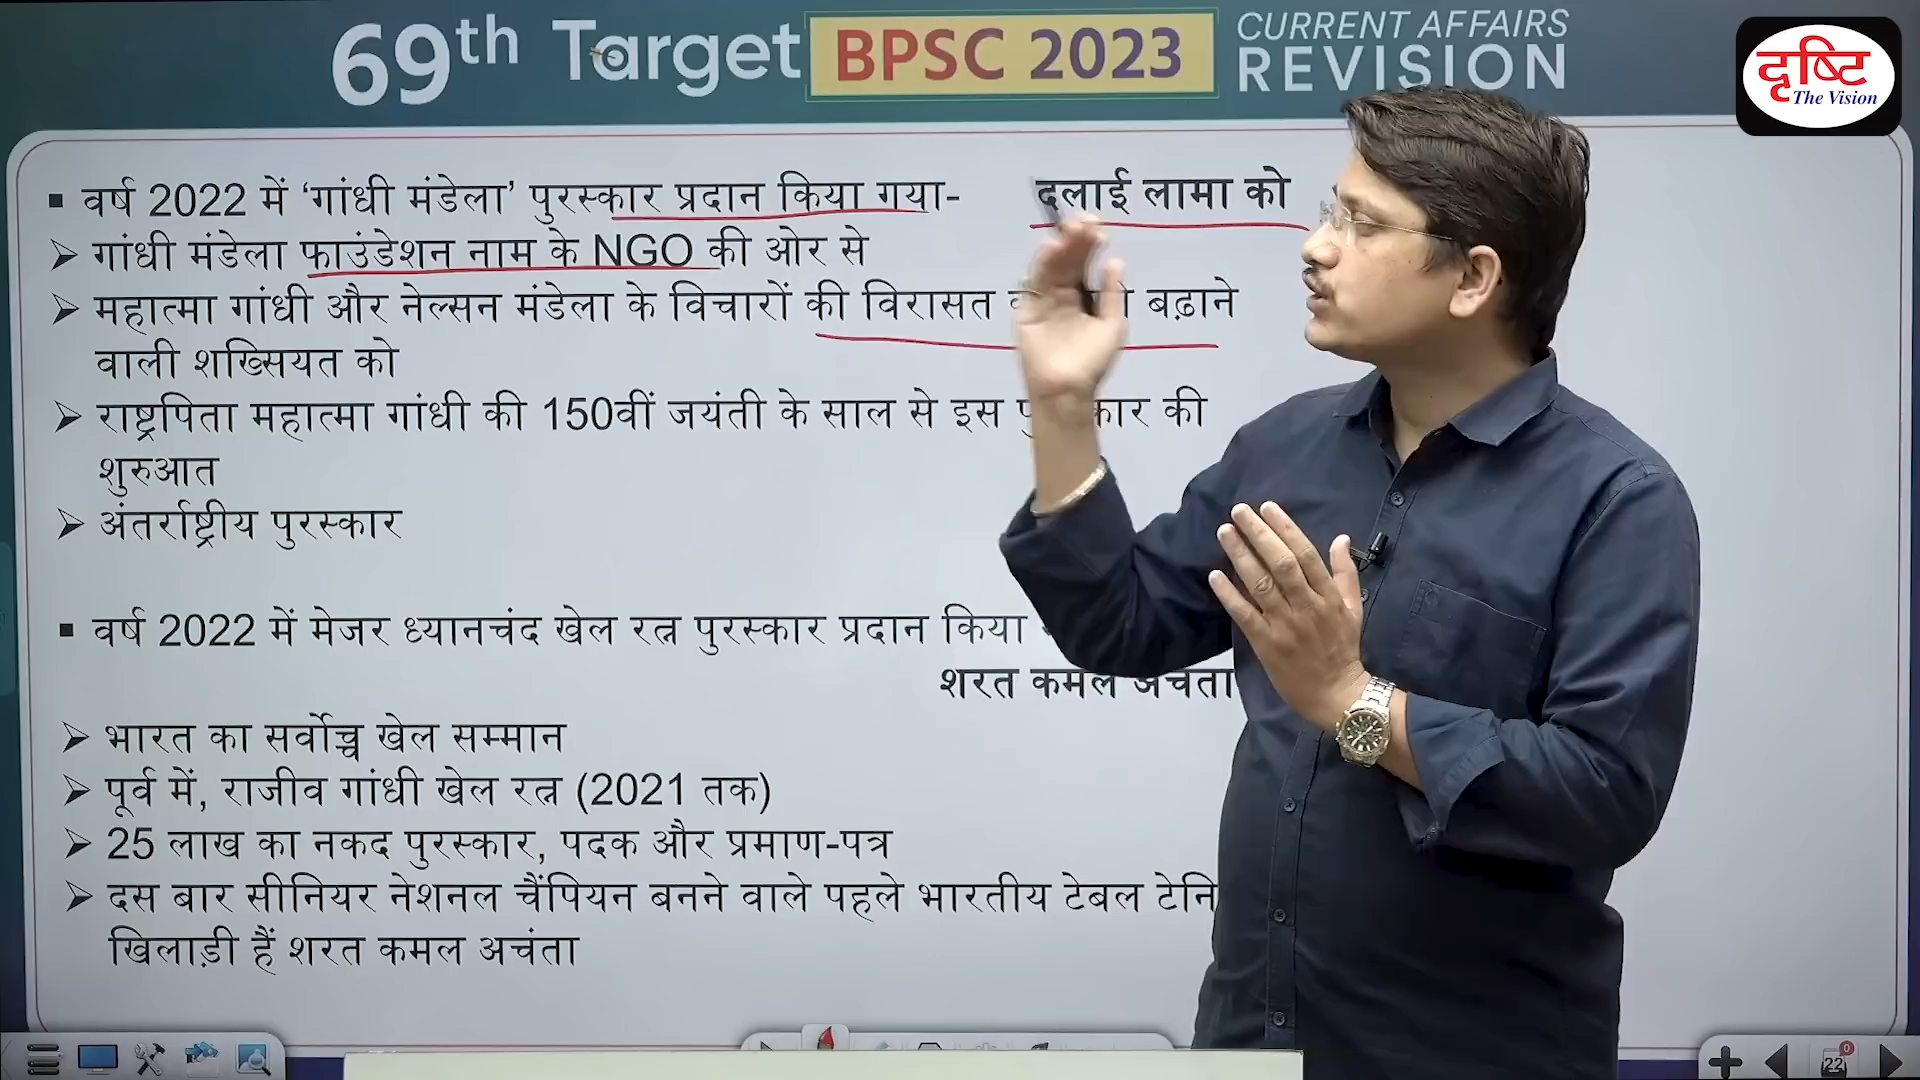 69th Target BPSC 2023 CURRENT AFFAIRS
REVISION
दृष्टि
The Vision
▪ वर्ष 2022 में ‘गांधी मंडेला’ पुरस्कार प्रदान किया गया- दलाई लामा को
➢ गांधी मंडेला फाउंडेशन नाम के NGO की ओर से
➢ महात्मा गांधी और नेल्सन मंडेला के विचारों की विरासत बढ़ाने
वाली शख्सियत को
➢ राष्ट्रपिता महात्मा गांधी की 150वीं जयंती के साल से इस की
शुरुआत
➢ अंतर्राष्ट्रीय पुरस्कार
▪ वर्ष 2022 में मेजर ध्यानचंद खेल रत्न पुरस्कार प्रदान किया
शरत कमल अचंता
➢ भारत का सर्वोच्च खेल सम्मान
➢ पूर्व में, राजीव गांधी खेल रत्न (2021 तक)
➢ 25 लाख का नकद पुरस्कार, पदक और प्रमाण-पत्र
➢ दस बार सीनियर नेशनल चैंपियन बनने वाले पहले भारतीय टेबल टेनि
खिलाड़ी हैं शरत कमल अचंता
22
0